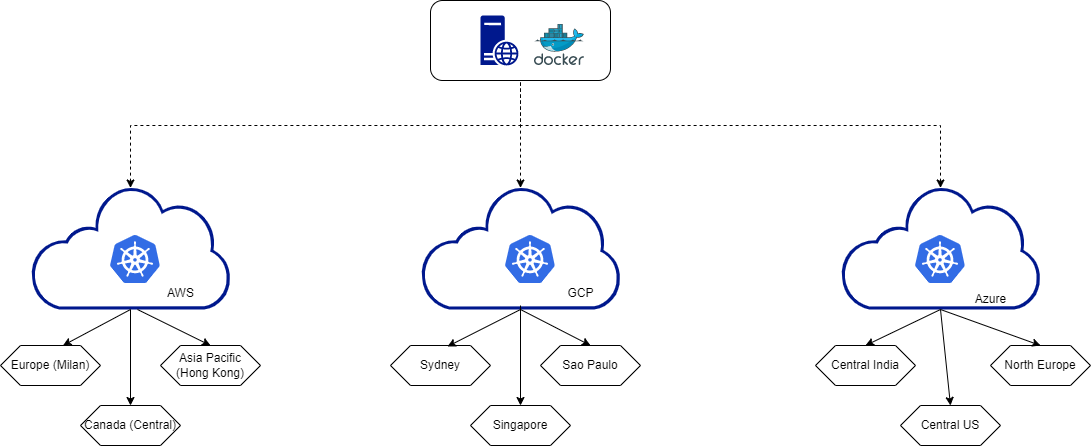 docker
AWS
GCP
Azure
Europe (Milan)
Asia Pacific
(Hong Kong)
Canada (Central)
Sydney
Sao Paulo
Singapore
Central India
North Europe
Central US